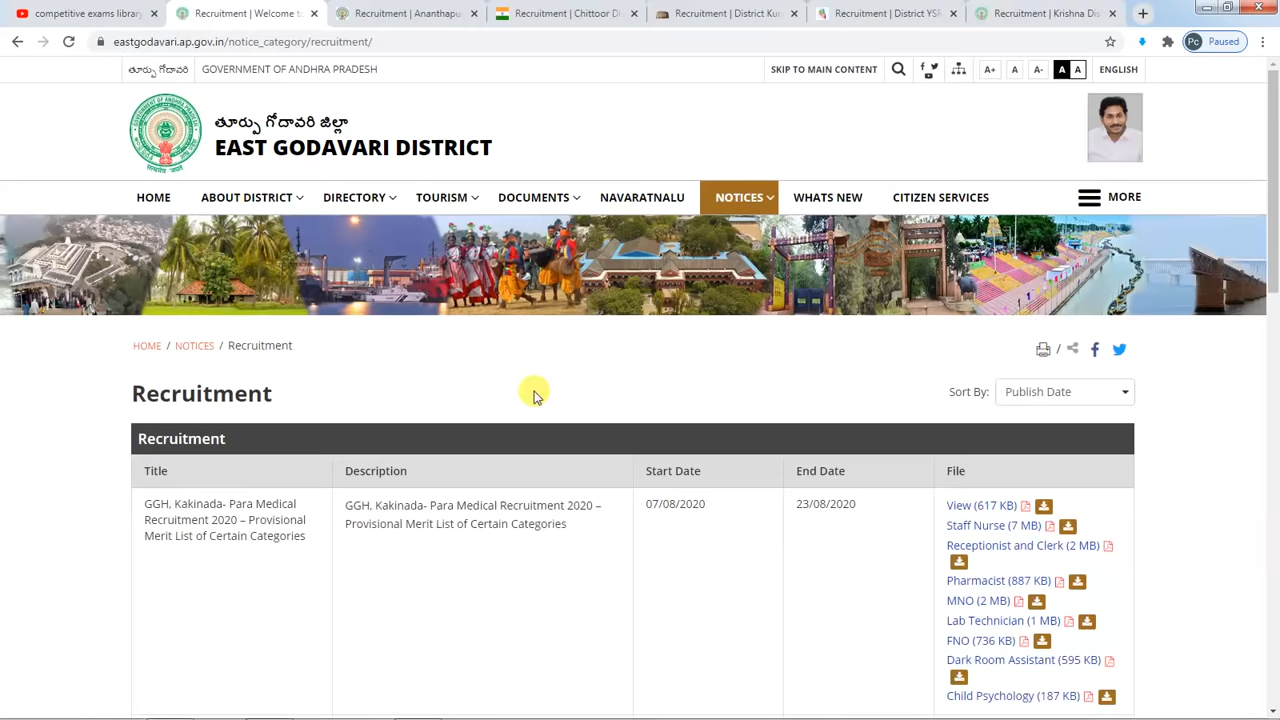 competitive exams library
Recruitment | Welcome to
Recruitment | Ananthapu
Recruitment | Chittoor Di
Recruitment | District Kur
Recruitment | District YSF
Recruitment | Krishna Dis
eastgodavari.ap.gov.in/notice_category/recruitment/
Pc Paused
తూర్పు గోదావరి GOVERNMENT OF ANDHRA PRADESH SKIP TO MAIN CONTENT A+ A A- A A ENGLISH
తూర్పు గోదావరి జిల్లా
EAST GODAVARI DISTRICT
HOME ABOUT DISTRICT DIRECTORY TOURISM DOCUMENTS NAVARATNALU NOTICES WHATS NEW CITIZEN SERVICES MORE
HOME / NOTICES / Recruitment
Recruitment
Sort By: Publish Date
Recruitment
Title Description Start Date End Date File
GGH, Kakinada- Para Medical
Recruitment 2020 – Provisional
Merit List of Certain Categories
GGH, Kakinada- Para Medical Recruitment 2020 –
Provisional Merit List of Certain Categories
07/08/2020
23/08/2020
View (617 KB)
Staff Nurse (7 MB)
Receptionist and Clerk (2 MB)
Pharmacist (887 KB)
MNO (2 MB)
Lab Technician (1 MB)
FNO (736 KB)
Dark Room Assistant (595 KB)
Child Psychology (187 KB)